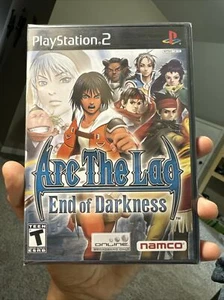 PlayStation 2
Arc The Lad
End of Darkness
T
TEEN
ONLINE
namco